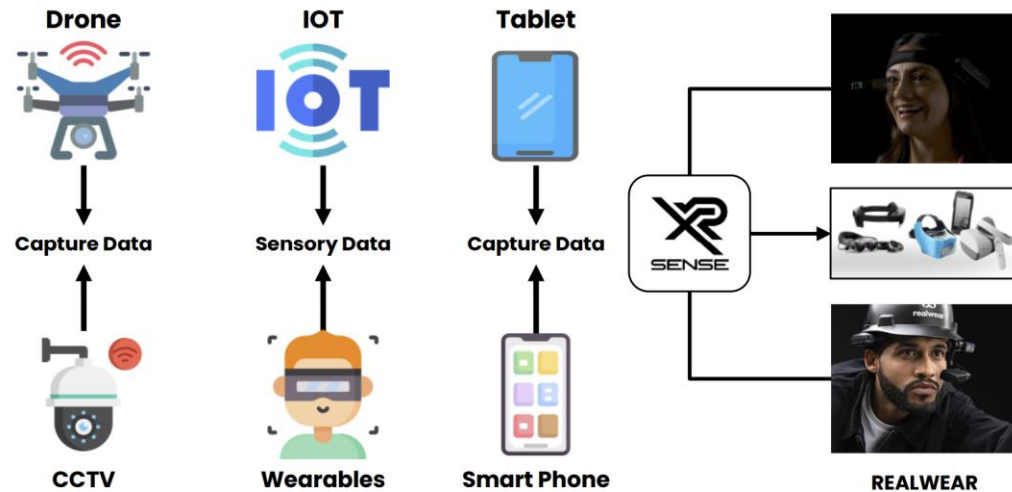 Drone
IOT
Tablet
IOT
Capture Data
Sensory Data
Capture Data
XR
SENSE
realwear
CCTV
Wearables
Smart Phone
REALWEAR